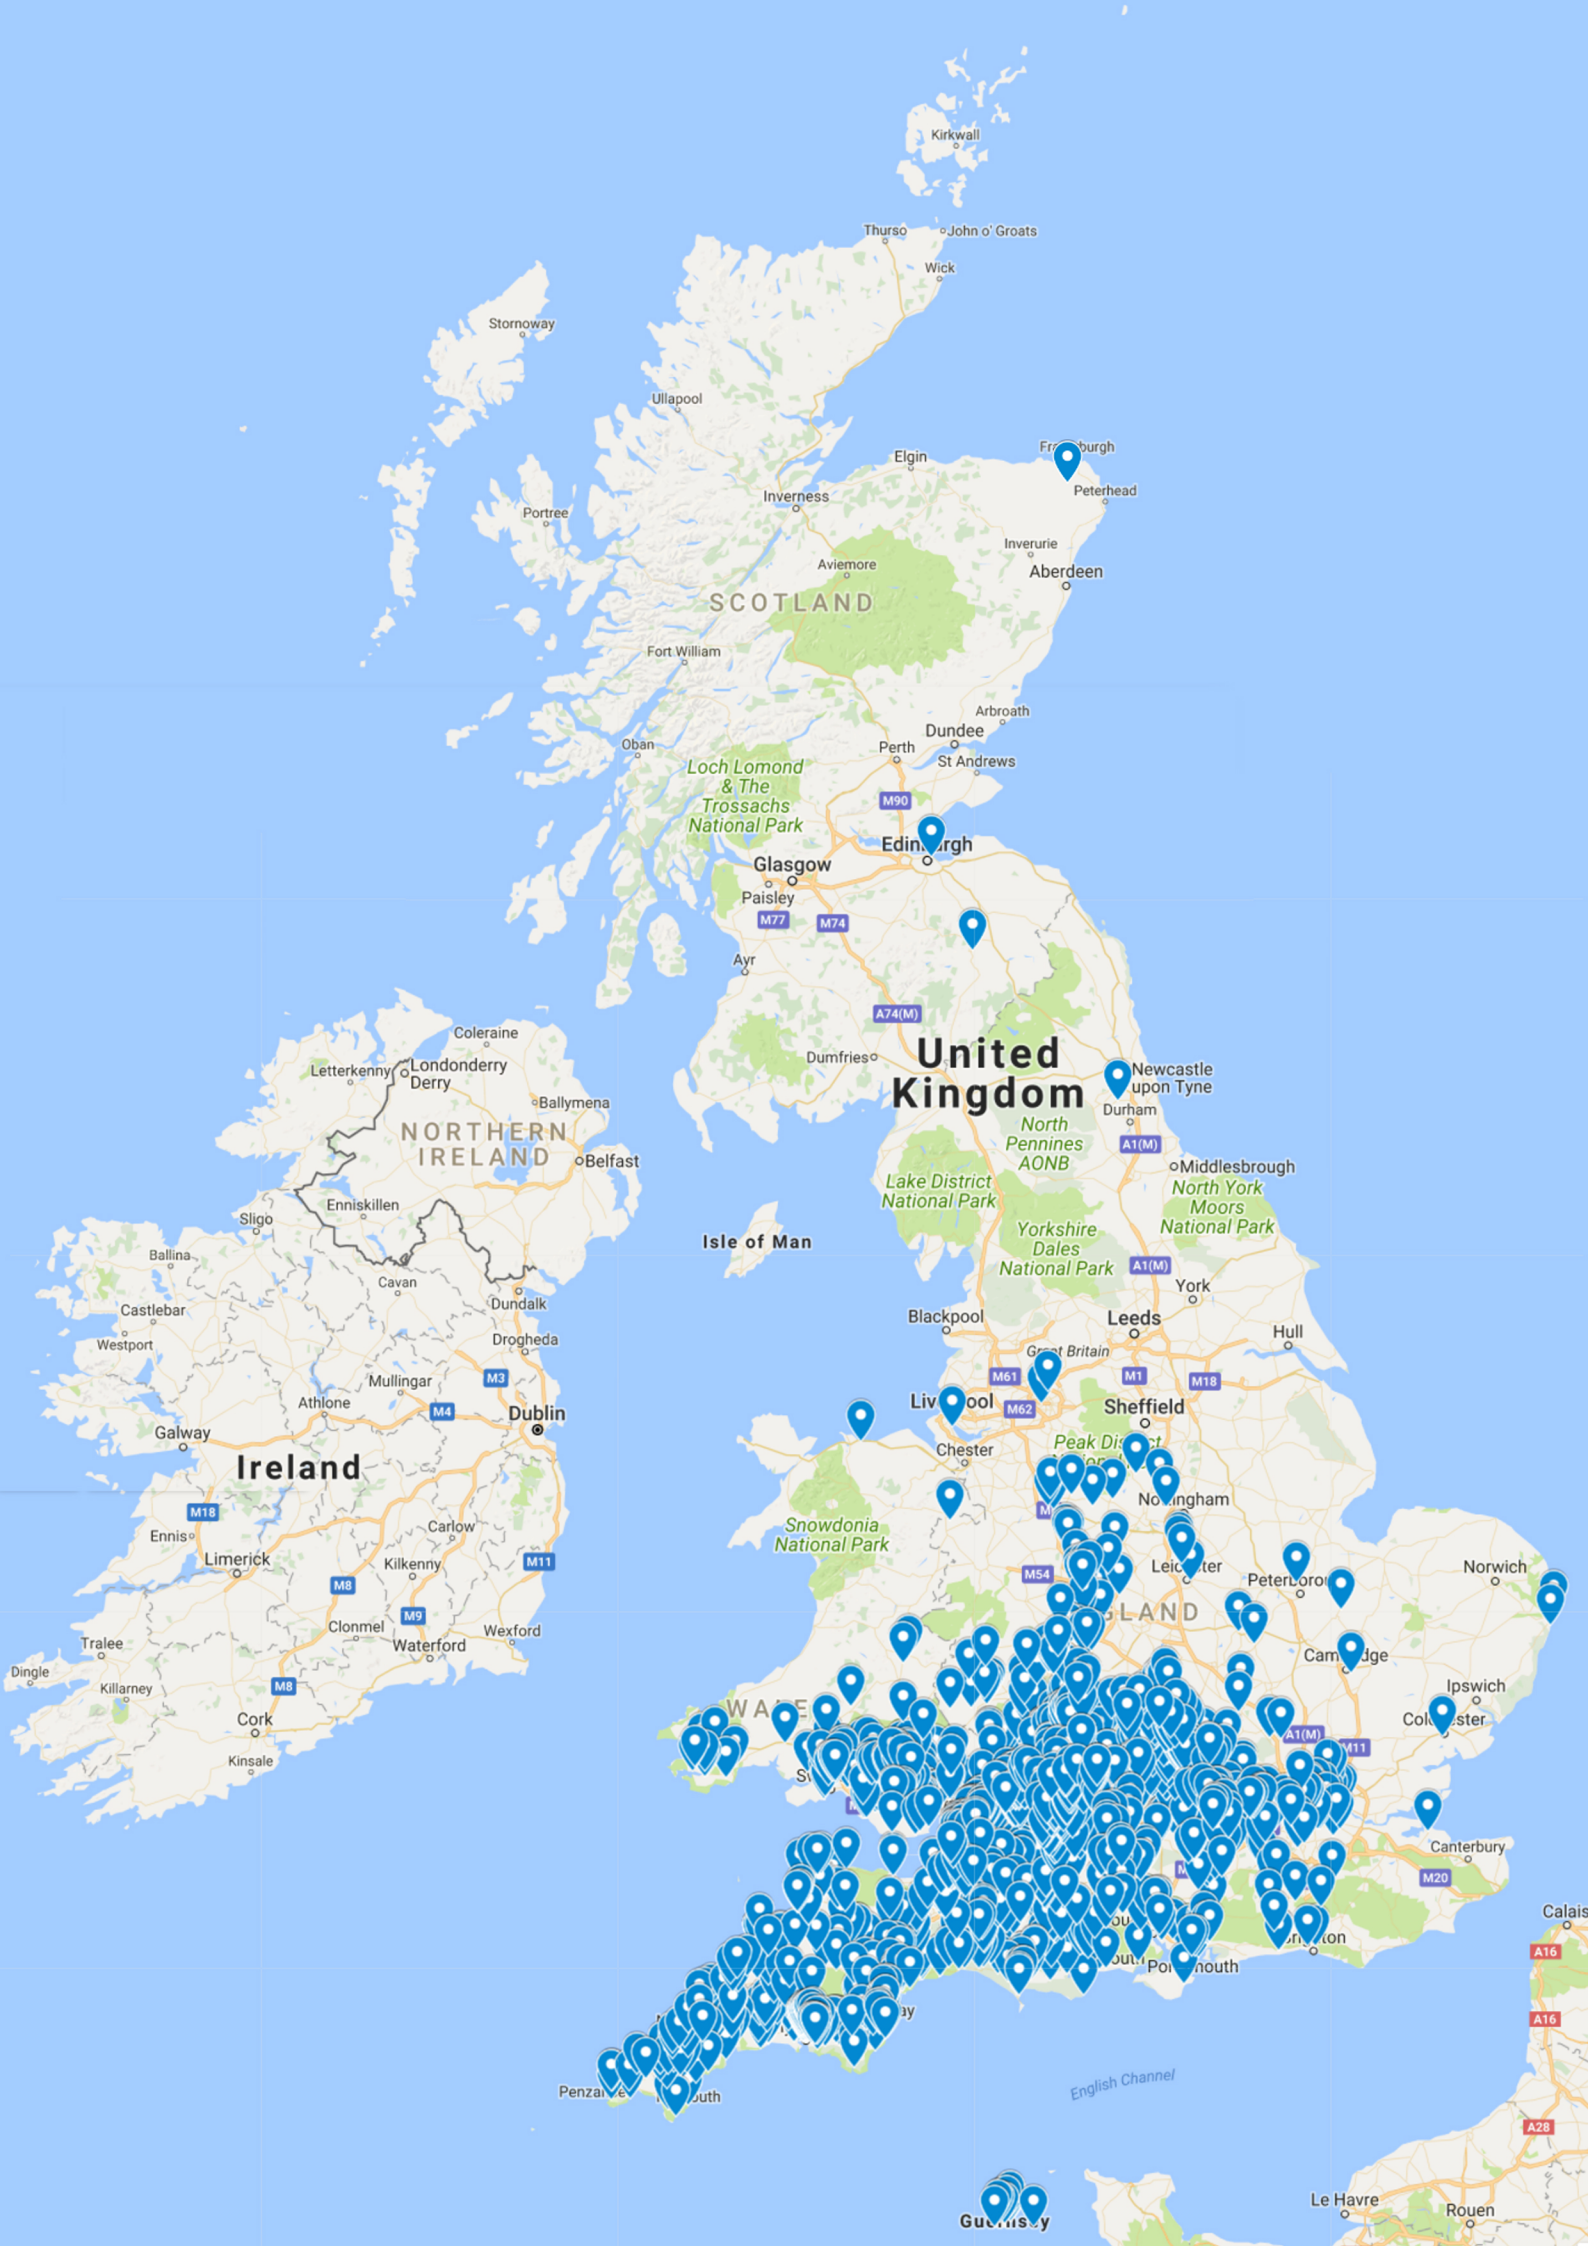 Kirkwall
Thurso
John o' Groats
Wick
Stornoway
Ullapool
Elgin
Peterhead
Inverness
Portree
Inverurie
Aviemore
Aberdeen
SCOTLAND
Fort William
Arbroath
Dundee
Oban
Perth
St Andrews
Loch Lomond
& The
Trossachs
National Park
M90
Glasgow
Paisley
M77
M74
Ayr
A74(M)
Coleraine
United
Kingdom
Dumfries
Letterkenny
Londonderry
Derry
Newcastle
upon Tyne
Ballymena
Durham
NORTHERN
IRELAND
North
Pennines
AONB
A1(M)
Belfast
Middlesbrough
Lake District
National Park
North York
Moors
National Park
Enniskillen
Sligo
Isle of Man
Yorkshire
Dales
National Park
Ballina
A1(M)
Cavan
York
Dundalk
Castlebar
Blackpool
Leeds
Hull
Westport
Drogheda
Great Britain
M3
Mullingar
M61
M1
M18
Athlone
M4
Dublin
M62
Sheffield
Galway
Chester
Ireland
M18
Snowdonia
National Park
Ennis
Carlow
Limerick
Kilkenny
M11
M54
Norwich
M8
M9
Clonmel
Wexford
Tralee
Waterford
Dingle
Killarney
M8
Ipswich
Cork
A1(M)
M11
Kinsale
Canterbury
M20
Calais
A16
A16
English Channel
A28
Le Havre
Rouen